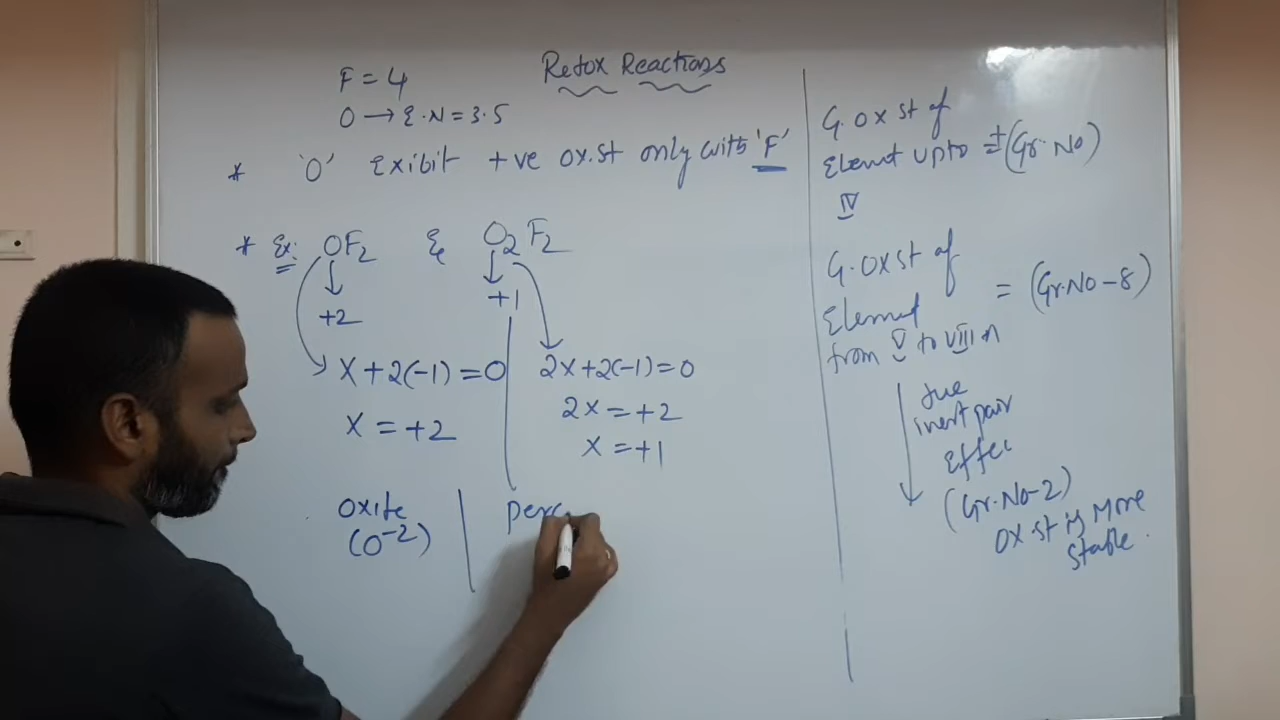 Redox Reactions
F = 4
O → E·N = 3.5
* 'O' Exibit +ve ox.st only with 'F'
* Ex: OF2 & O2F2
+2 +1
x + 2(-1) = 0 2x + 2(-1) = 0
x = +2 2x = +2
x = +1
Oxide Perc
(O-2)
G. ox st of
Elemnt upto = ±(Gr. No)
IV
G. ox st of
Elemnt = (Gr.No - 8)
from V to VIII A
due
inert pair
Effec
(Gr. No-2)
ox st is more
stable.